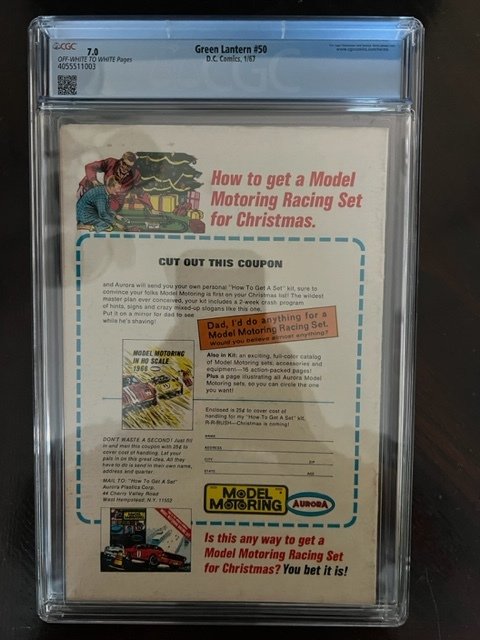 CGC 7.0
Green Lantern #50
OFF-WHITE TO WHITE Pages
D.C. Comics, 1/67
4055511003
CGC
How to get a Model
Motoring Racing Set
for Christmas.
CUT OUT THIS COUPON
and Aurora will send you your own personal "How To Get A Set" kit, sure to
convince your folks Model Motoring is first on your Christmas list! The wildest
master plan ever conceived, your kit includes a 2-week crash program
of hints, signs and crazy mixed-up slogans like this one.
Put it on a mirror for dad to see
while he's shaving!
Dad, I'd do anything for a
Model Motoring Racing Set.
Would you believe almost anything?
MODEL MOTORING
IN HO SCALE
1966
Also in Kit: an exciting, full-color catalog
of Model Motoring sets, accessories and
equipment—16 action-packed pages!
Plus a page illustrating all Aurora Model
Motoring sets, so you can circle the one
you want!
Enclosed is 25¢ to cover cost of
handling for my "How To Get A Set" kit.
R-R-RUSH—Christmas is coming!
NAME
ADDRESS
CITY ZIP
STATE AGE
DON'T WASTE A SECOND! Just fill
in and mail this coupon with 25¢ to
cover cost of handling. Let your
pals in on this great idea. All they
have to do is send in their own name,
address and quarter.
MAIL TO: "How To Get A Set"
Aurora Plastics Corp.
44 Cherry Valley Road
West Hempstead, N.Y. 11552
MODEL
MOTORING
AURORA
Is this any way to get a
Model Motoring Racing Set
for Christmas? You bet it is!